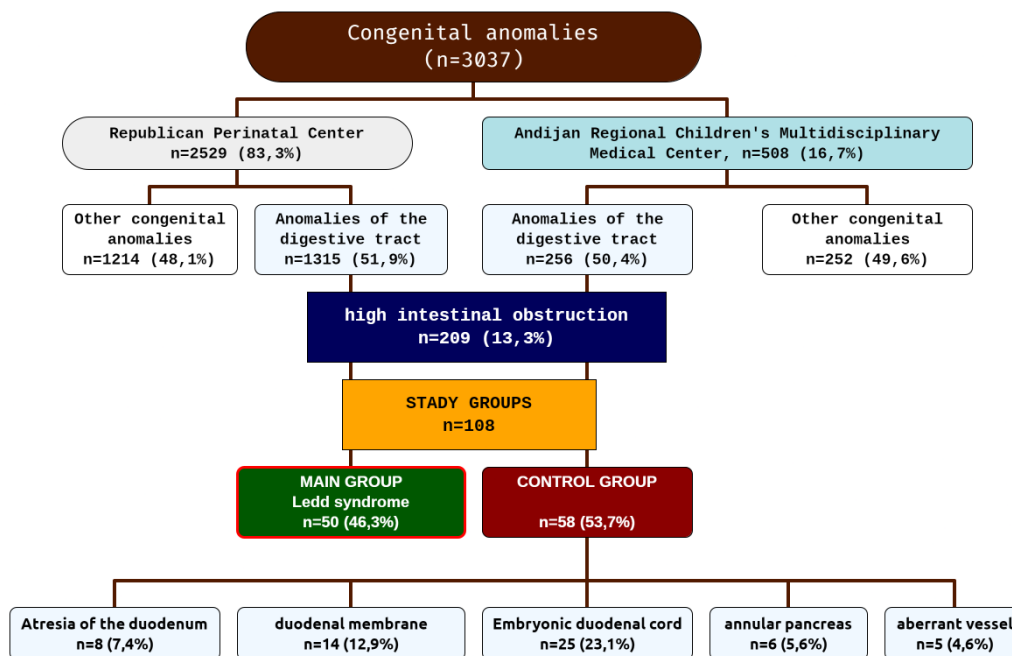 Congenital anomalies
(n=3037)
Republican Perinatal Center
n=2529 (83,3%)
Andijan Regional Children's Multidisciplinary
Medical Center, n=508 (16,7%)
Other congenital
anomalies
n=1214 (48,1%)
Anomalies of the
digestive tract
n=1315 (51,9%)
Anomalies of the
digestive tract
n=256 (50,4%)
Other congenital
anomalies
n=252 (49,6%)
high intestinal obstruction
n=209 (13,3%)
STADY GROUPS
n=108
MAIN GROUP
Ledd syndrome
n=50 (46,3%)
CONTROL GROUP
n=58 (53,7%)
Atresia of the duodenum
n=8 (7,4%)
duodenal membrane
n=14 (12,9%)
Embryonic duodenal cord
n=25 (23,1%)
annular pancreas
n=6 (5,6%)
aberrant vessel
n=5 (4,6%)